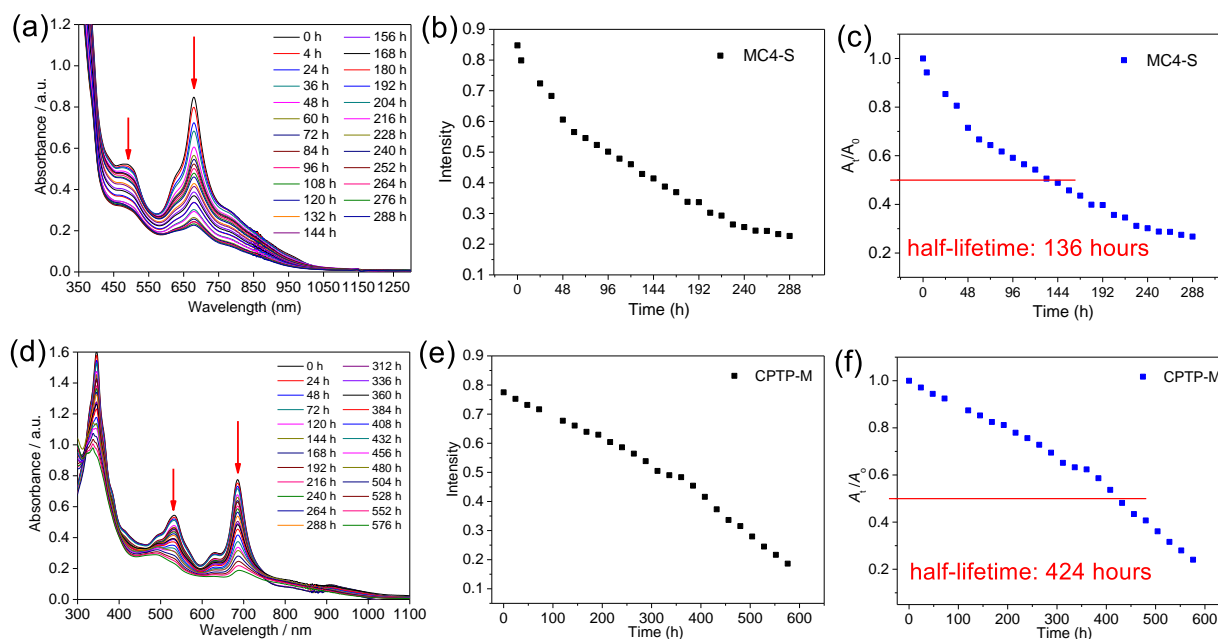 (a)
1.2
1.0
0.8
0.6
0.4
0.2
0.0
Absorbance / a.u.
350 450 550 650 750 850 950 1050 1150 1250
Wavelength (nm)
0 h 156 h
4 h 168 h
24 h 180 h
36 h 192 h
48 h 204 h
60 h 216 h
72 h 228 h
84 h 240 h
96 h 252 h
108 h 264 h
120 h 276 h
132 h 288 h
144 h
(b)
0.9
0.8
0.7
0.6
0.5
0.4
0.3
0.2
0.1
Intensity
MC4-S
0 48 96 144 192 240 288
Time (h)
(c)
1.0
0.8
0.6
0.4
0.2
At/A0
MC4-S
half-lifetime: 136 hours
0 48 96 144 192 240 288
Time (h)
(d)
1.6
1.4
1.2
1.0
0.8
0.6
0.4
0.2
0.0
Absorbance / a.u.
300 400 500 600 700 800 900 1000 1100
Wavelength / nm
0 h 312 h
24 h 336 h
48 h 360 h
72 h 384 h
120 h 408 h
144 h 432 h
168 h 456 h
192 h 480 h
216 h 504 h
240 h 528 h
264 h 552 h
288 h 576 h
(e)
0.9
0.8
0.7
0.6
0.5
0.4
0.3
0.2
0.1
Intensity
CPTP-M
0 100 200 300 400 500 600
Time (h)
(f)
1.0
0.8
0.6
0.4
0.2
At/Ao
CPTP-M
half-lifetime: 424 hours
0 100 200 300 400 500 600
Time (h)